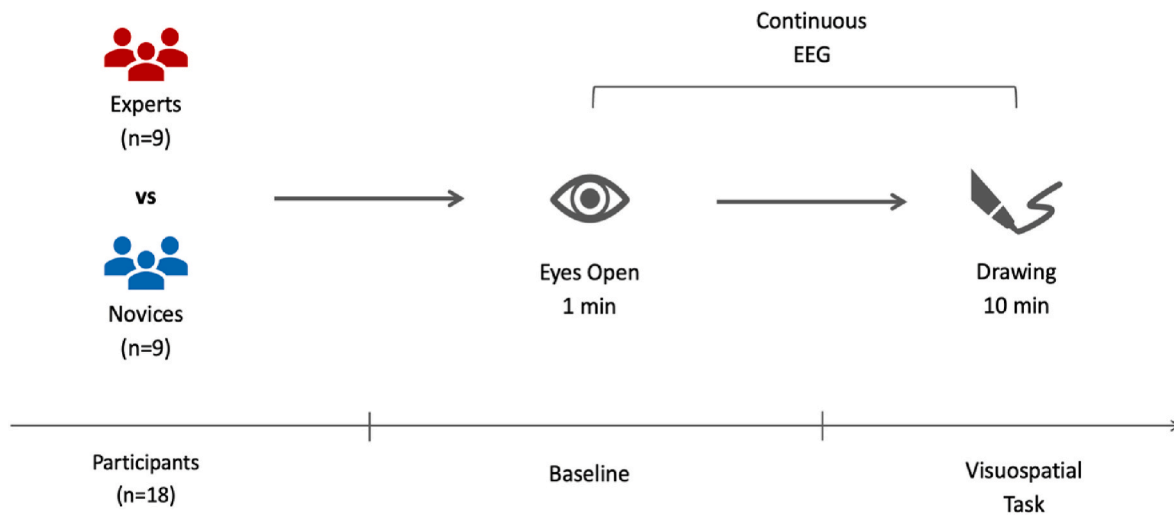 Experts
(n=9)
vs
Novices
(n=9)
Continuous
EEG
Eyes Open
1 min
Drawing
10 min
Participants
(n=18)
Baseline
Visuospatial
Task